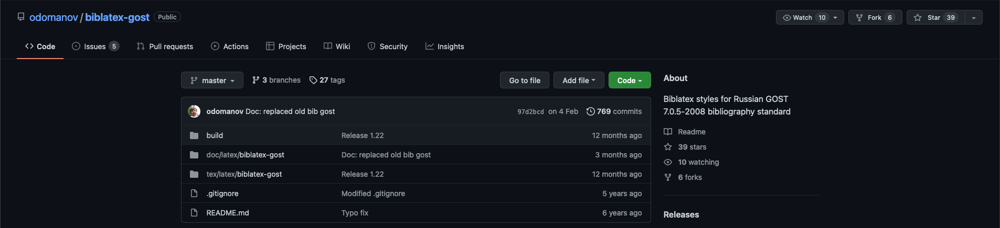 odomanov / biblatex-gost Public Watch 10 Fork 6 Star 39
Code Issues 5 Pull requests Actions Projects Wiki Security Insights
master 3 branches 27 tags Go to file Add file Code
odomanov Doc: replaced old bib gost 97d2bcd on 4 Feb 769 commits
build Release 1.22 12 months ago
doc/latex/biblatex-gost Doc: replaced old bib gost 3 months ago
tex/latex/biblatex-gost Release 1.22 12 months ago
.gitignore Modified .gitignore 5 years ago
README.md Typo fix 6 years ago
About
Biblatex styles for Russian GOST
7.0.5-2008 bibliography standard
Readme
39 stars
10 watching
6 forks
Releases